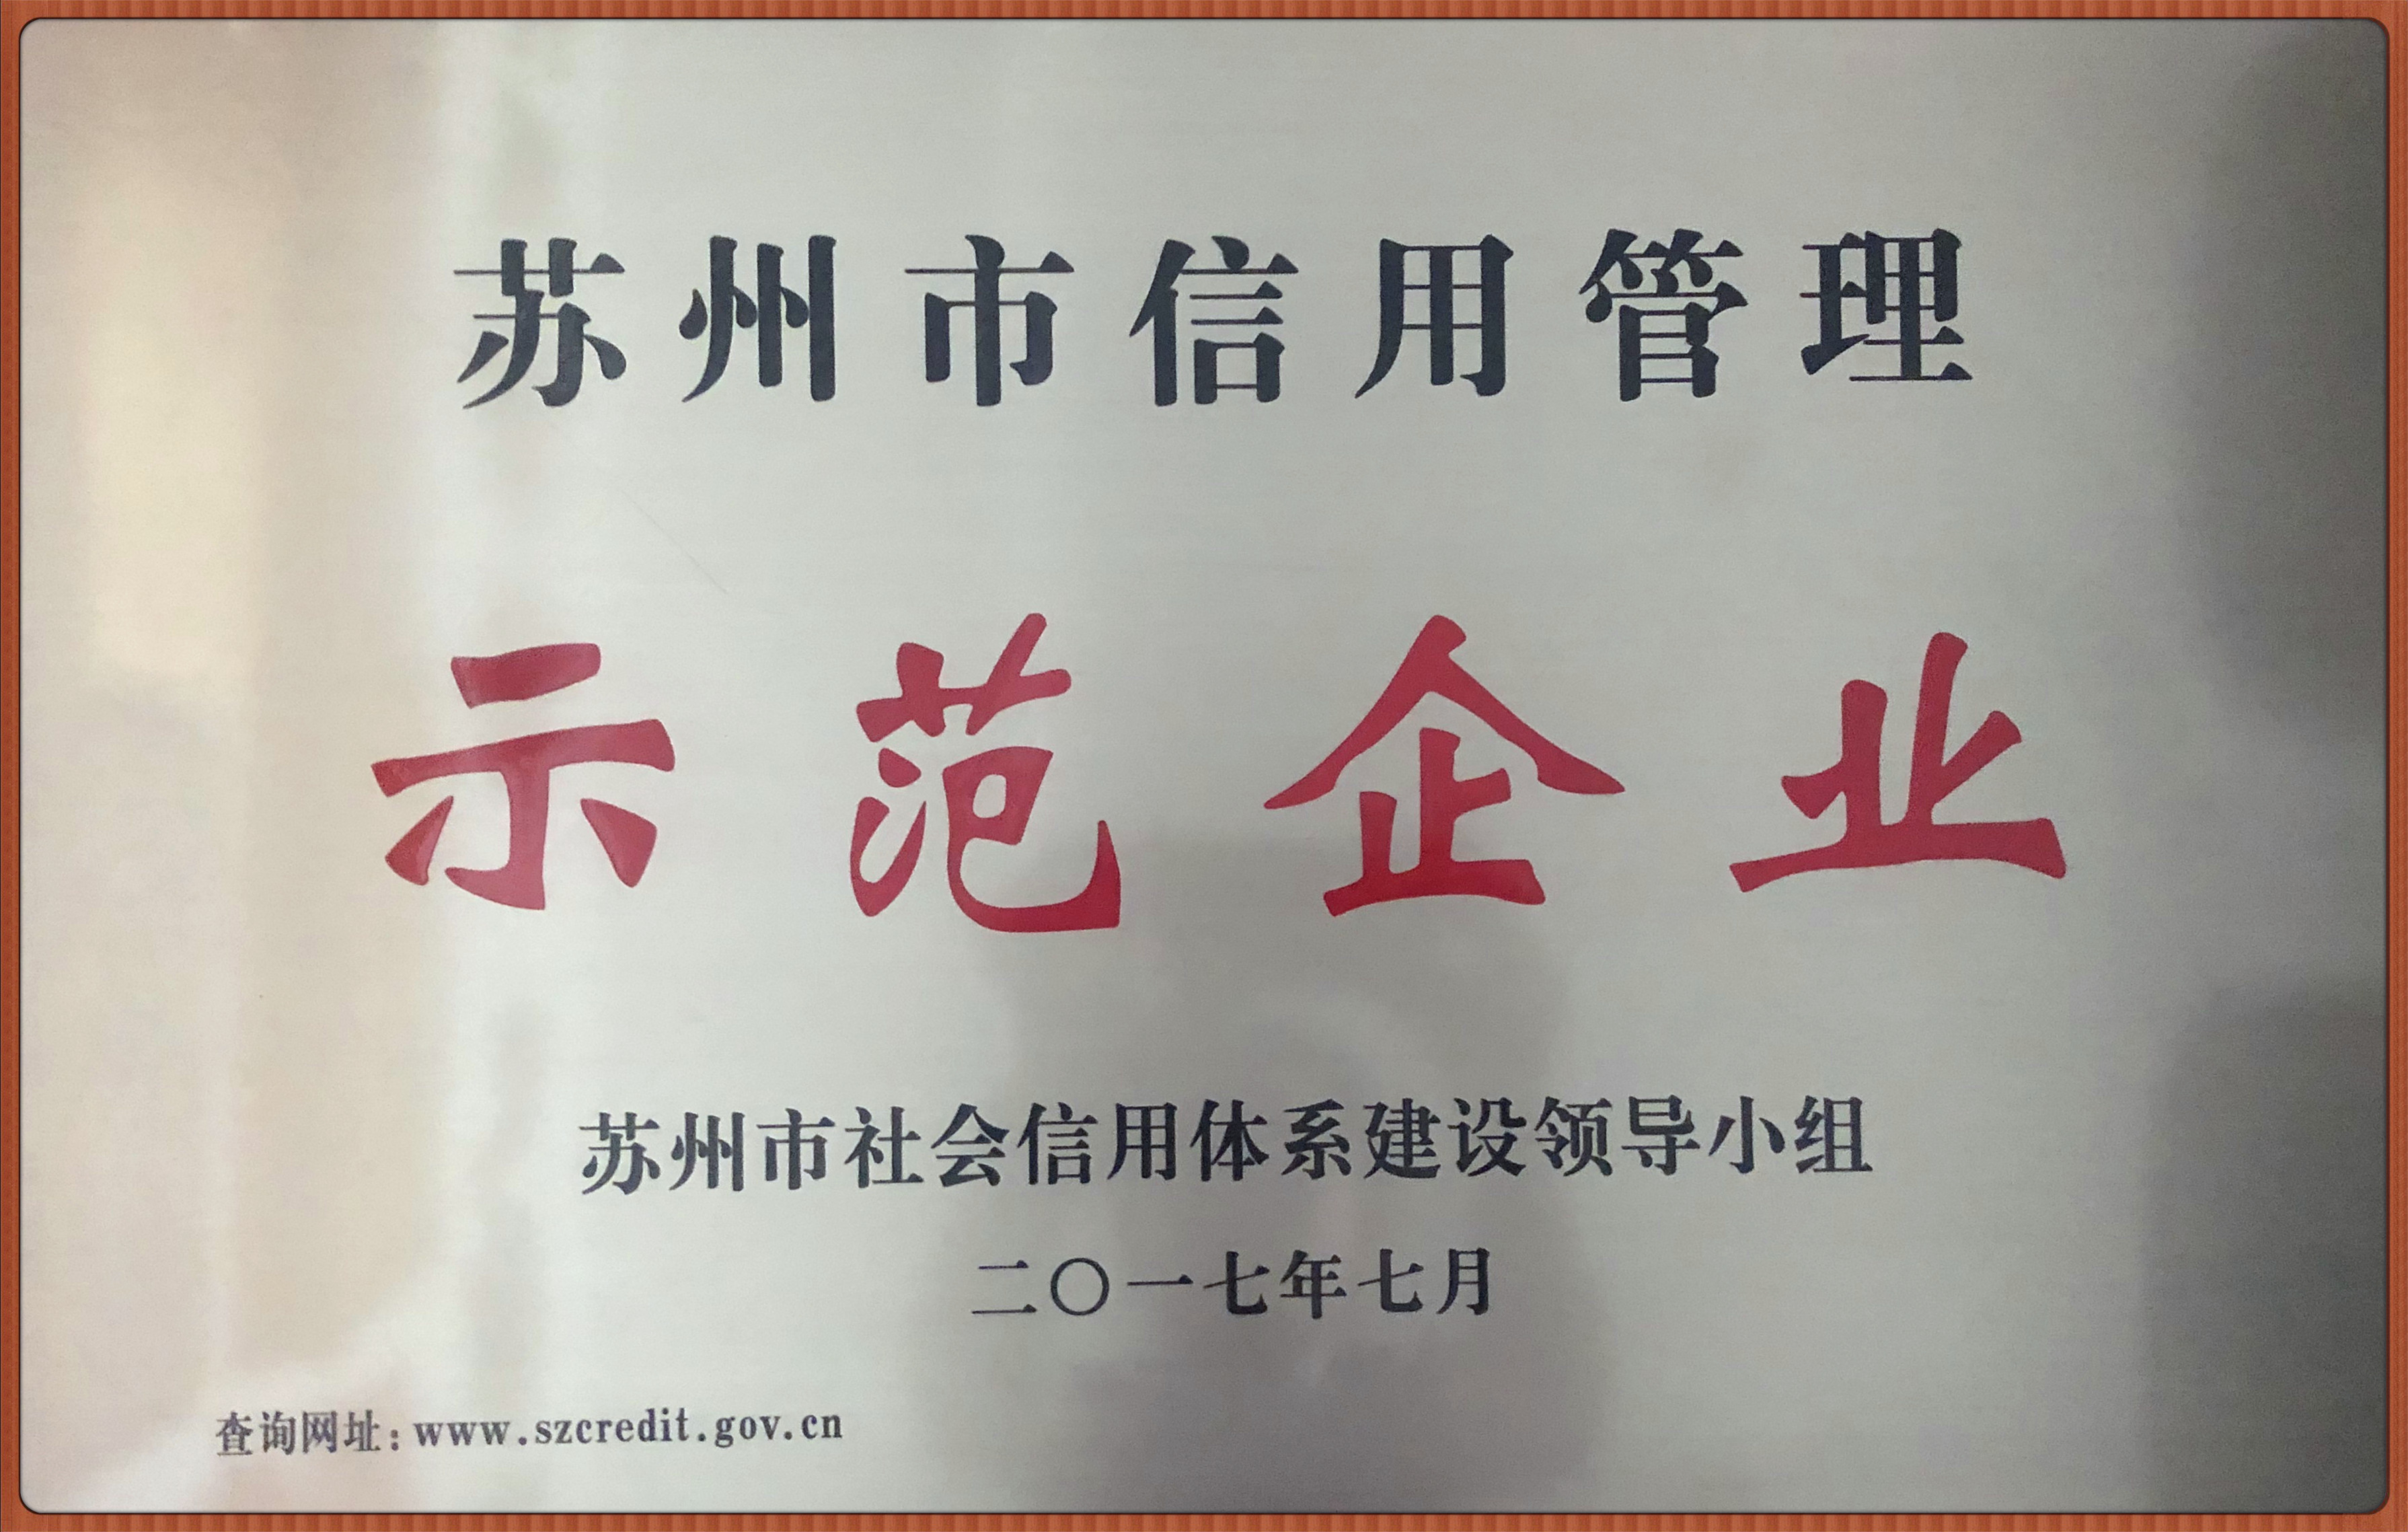 苏州市信用管理
示范企业
苏州市社会信用体系建设领导小组
二〇一七年七月
查询网址：www.szcredit.gov.cn